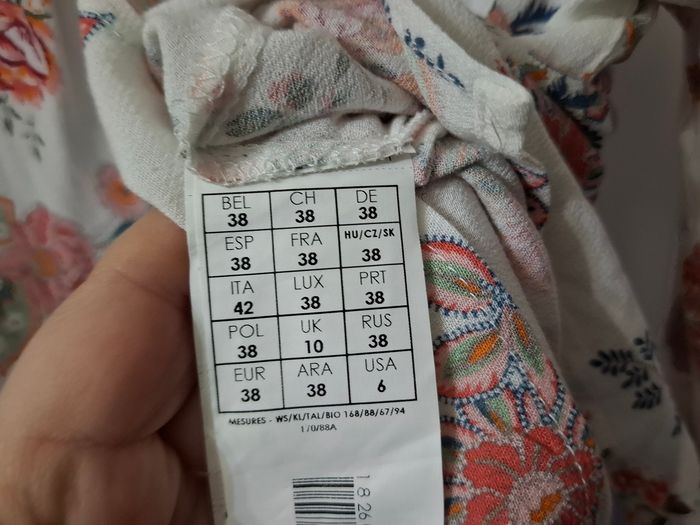 BEL CH DE
38 38 38
ESP FRA HU/CZ/SK
38 38 38
ITA LUX PRT
42 38 38
POL UK RUS
38 10 38
EUR ARA USA
38 38 6
MESURES - WS/KL/TAL/BIO 168/88/67/94
170/88A
1826